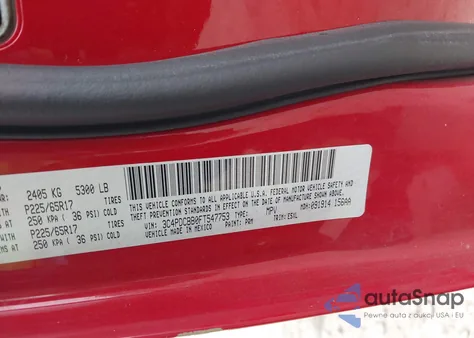 R: 2405 KG 5300 LB
TIRES
P225/65R17
250 KPA ( 36 PSI) COLD
TIRES
P225/65R17
250 KPA ( 36 PSI) COLD
THIS VEHICLE CONFORMS TO ALL APPLICABLE U.S.A. FEDERAL MOTOR VEHICLE SAFETY AND
THEFT PREVENTION STANDARDS IN EFFECT ON THE DATE OF MANUFACTURE SHOWN ABOVE.
VIN: 3C4PDCBB0FT547753 MPV MDH:091914 156AA
MADE IN MEXICO PAINT: PRM TRIM:E5XL
autoSnap
Pewne auta z aukcji USA i EU